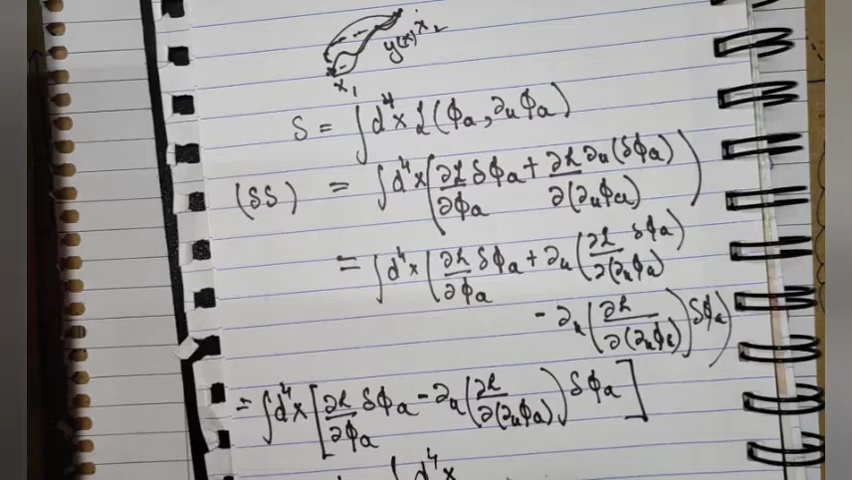 x₂
y(x)
x₁
S = ∫d⁴x ℒ(ϕₐ, ∂ᵤϕₐ)
(δS) = ∫d⁴x(∂ℒ/∂ϕₐ δϕₐ + ∂ℒ/∂(∂ᵤϕₐ) ∂ᵤ(δϕₐ))
= ∫d⁴x(∂ℒ/∂ϕₐ δϕₐ + ∂ᵤ(∂ℒ/∂(∂ᵤϕₐ) δϕₐ)
- ∂ᵤ(∂ℒ/∂(∂ᵤϕₐ))δϕₐ)
= ∫d⁴x[∂ℒ/∂ϕₐ δϕₐ - ∂ᵤ(∂ℒ/∂(∂ᵤϕₐ))δϕₐ]
∫d⁴x